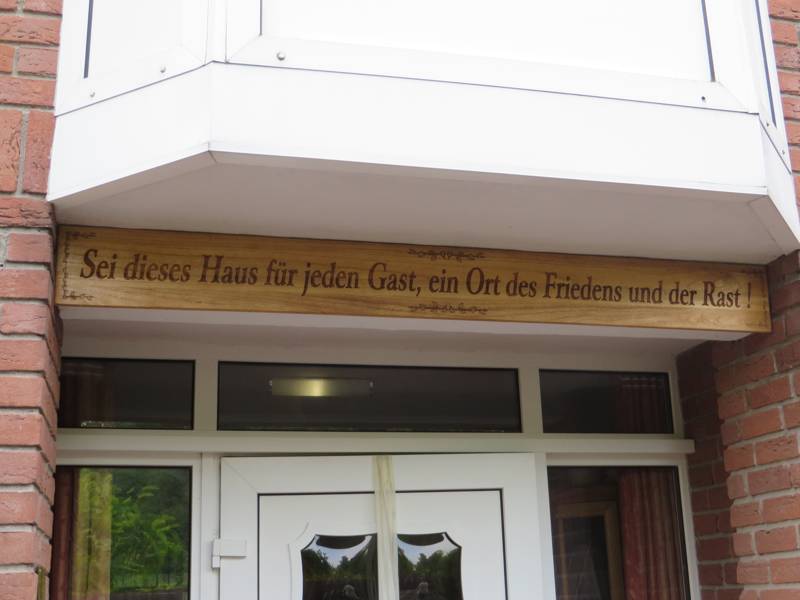 Sei dieses Haus für jeden Gast, ein Ort des Friedens und der Rast !